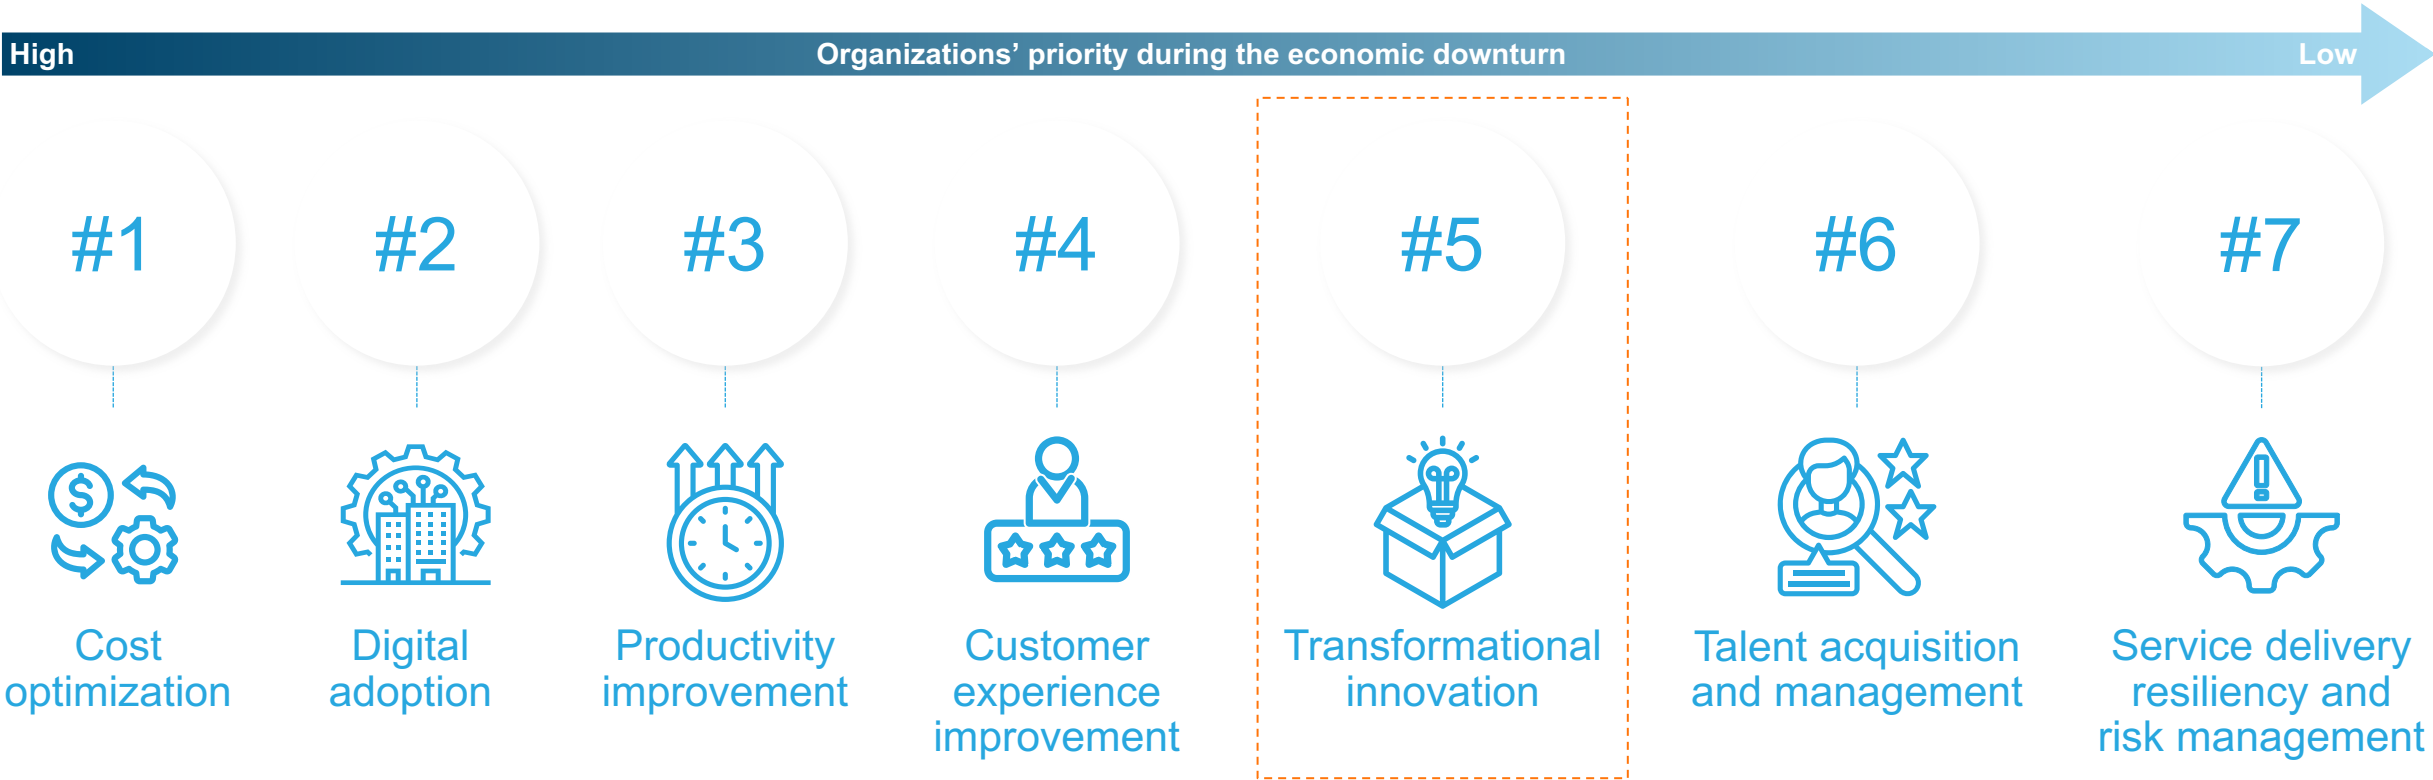 High
Organizations’ priority during the economic downturn
Low
#1
#2
#3
#4
#5
#6
#7
Cost
optimization
Digital
adoption
Productivity
improvement
Customer
experience
improvement
Transformational
innovation
Talent acquisition
and management
Service delivery
resiliency and
risk management